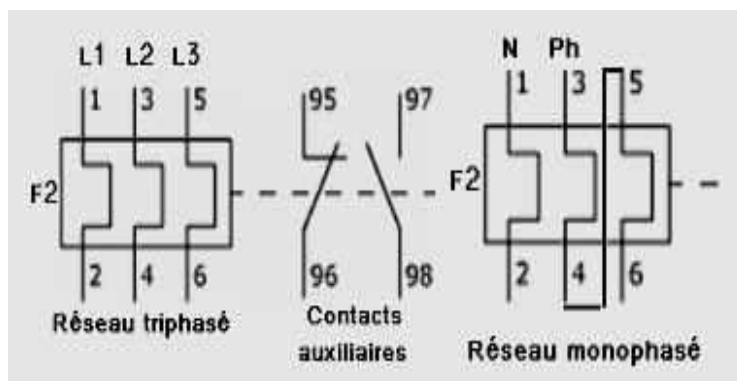 L1 L2 L3
1 3 5
F2
2 4 6
Réseau triphasé
95 97
96 98
Contacts
auxiliaires
N Ph
1 3 5
F2
2 4 6
Réseau monophasé